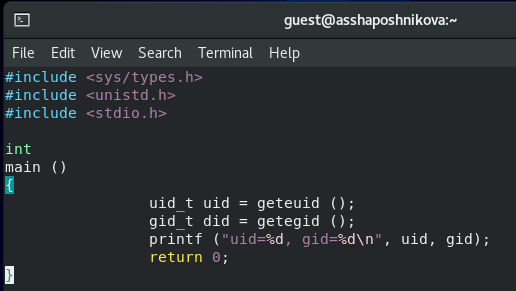 guest@asshaposhnikova:~
File Edit View Search Terminal Help
#include <sys/types.h>
#include <unistd.h>
#include <stdio.h>
int
main ()
{
uid_t uid = geteuid ();
gid_t did = getegid ();
printf ("uid=%d, gid=%d\n", uid, gid);
return 0;
}